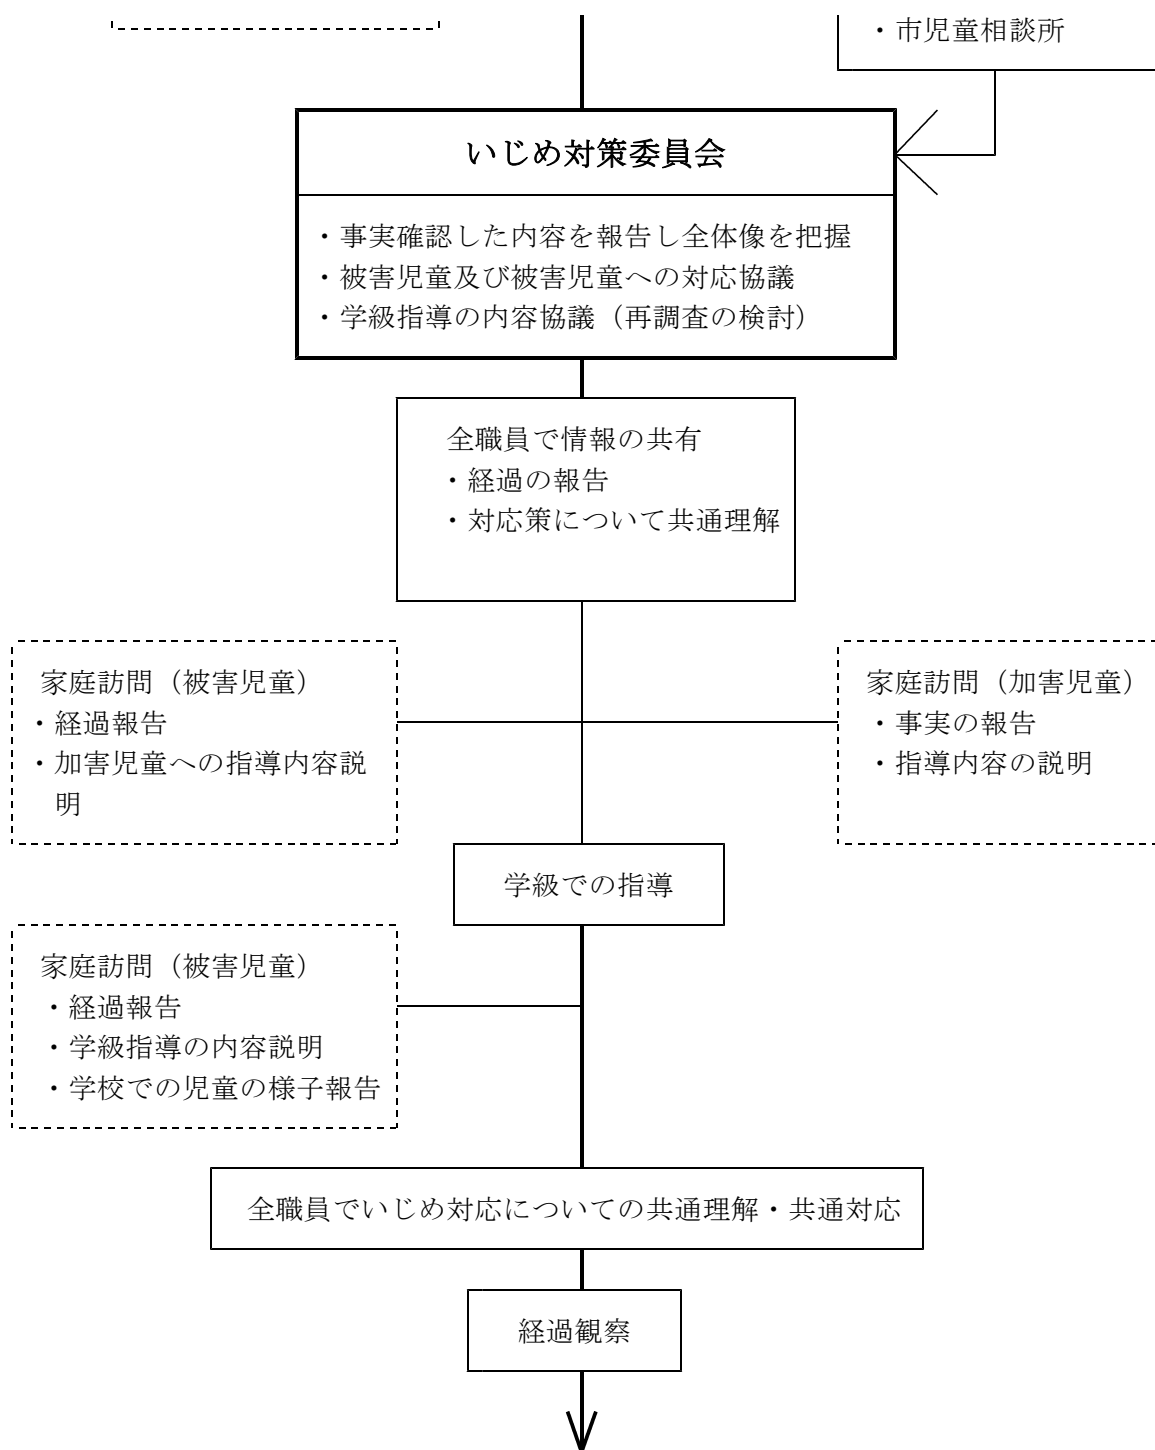 ・市児童相談所
いじめ対策委員会
・事実確認した内容を報告し全体像を把握
・被害児童及び被害児童への対応協議
・学級指導の内容協議（再調査の検討）
全職員で情報の共有
・経過の報告
・対応策について共通理解
家庭訪問（被害児童）
・経過報告
・加害児童への指導内容説
明
家庭訪問（加害児童）
・事実の報告
・指導内容の説明
学級での指導
家庭訪問（被害児童）
・経過報告
・学級指導の内容説明
・学校での児童の様子報告
全職員でいじめ対応についての共通理解・共通対応
経過観察